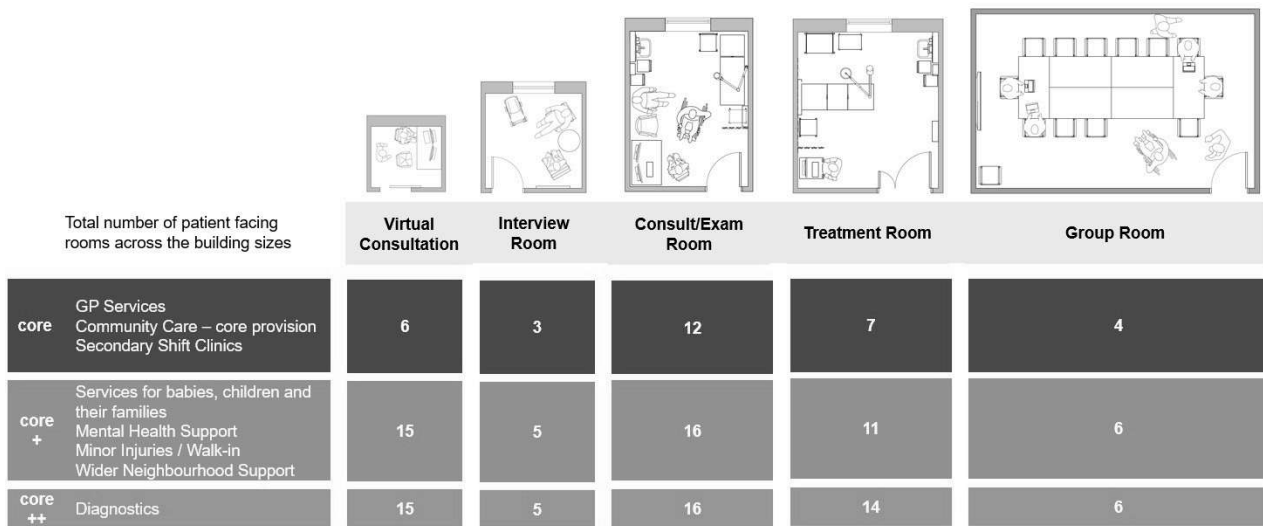 Total number of patient facing
rooms across the building sizes
Virtual
Consultation
Interview
Room
Consult/Exam
Room
Treatment Room
Group Room
core
GP Services
Community Care – core provision
Secondary Shift Clinics
6
3
12
7
4
core
+
Services for babies, children and
their families
Mental Health Support
Minor Injuries / Walk-in
Wider Neighbourhood Support
15
5
16
11
6
core
++
Diagnostics
15
5
16
14
6